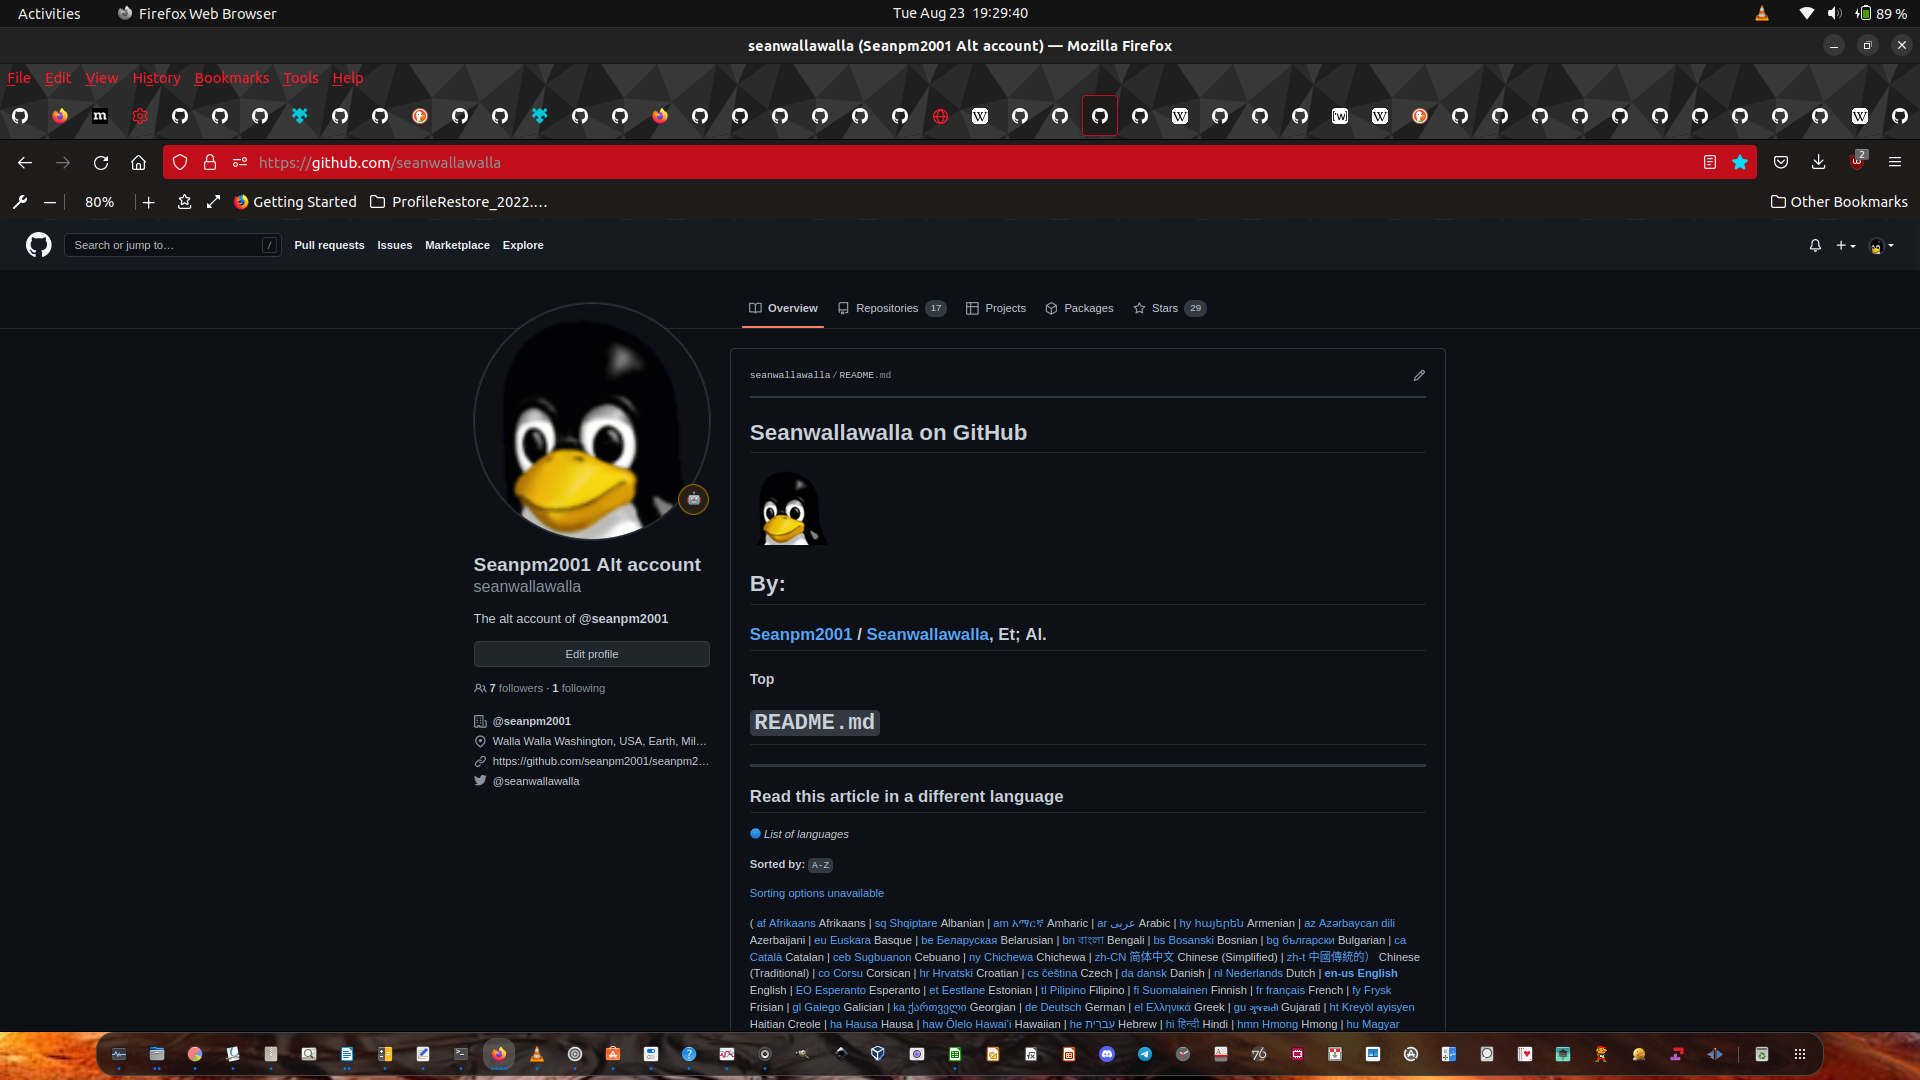 Activities
Firefox Web Browser
Tue Aug 23 19:29:40
89 %
seanwallawalla (Seanpm2001 Alt account) — Mozilla Firefox
File Edit View History Bookmarks Tools Help
https://github.com/seanwallawalla
2
80%
Getting Started
ProfileRestore_2022.…
Other Bookmarks
Search or jump to…
/
Pull requests Issues Marketplace Explore
Overview
Repositories 17
Projects
Packages
Stars 29
seanwallawalla / README.md
Seanwallawalla on GitHub
By:
Seanpm2001 / Seanwallawalla, Et; Al.
Top
README.md
Seanpm2001 Alt account
seanwallawalla
The alt account of @seanpm2001
Edit profile
7 followers · 1 following
@seanpm2001
Walla Walla Washington, USA, Earth, Mil…
https://github.com/seanpm2001/seanpm2…
@seanwallawalla
Read this article in a different language
List of languages
Sorted by: A-Z
Sorting options unavailable
( af Afrikaans Afrikaans | sq Shqiptare Albanian | am አማርኛ Amharic | ar عربى Arabic | hy հայերեն Armenian | az Azərbaycan dili
Azerbaijani | eu Euskara Basque | be Беларуская Belarusian | bn বাংলা Bengali | bs Bosanski Bosnian | bg български Bulgarian | ca
Català Catalan | ceb Sugbuanon Cebuano | ny Chichewa Chichewa | zh-CN 简体中文 Chinese (Simplified) | zh-t 中國傳統的） Chinese
(Traditional) | co Corsu Corsican | hr Hrvatski Croatian | cs čeština Czech | da dansk Danish | nl Nederlands Dutch | en-us English
English | EO Esperanto Esperanto | et Eestlane Estonian | tl Pilipino Filipino | fi Suomalainen Finnish | fr français French | fy Frysk
Frisian | gl Galego Galician | ka ქართველი Georgian | de Deutsch German | el Ελληνικά Greek | gu ગુજરાતી Gujarati | ht Kreyòl ayisyen
Haitian Creole | ha Hausa Hausa | haw Ōlelo Hawaiʻi Hawaiian | he עִברִית Hebrew | hi हिन्दी Hindi | hmn Hmong Hmong | hu Magyar